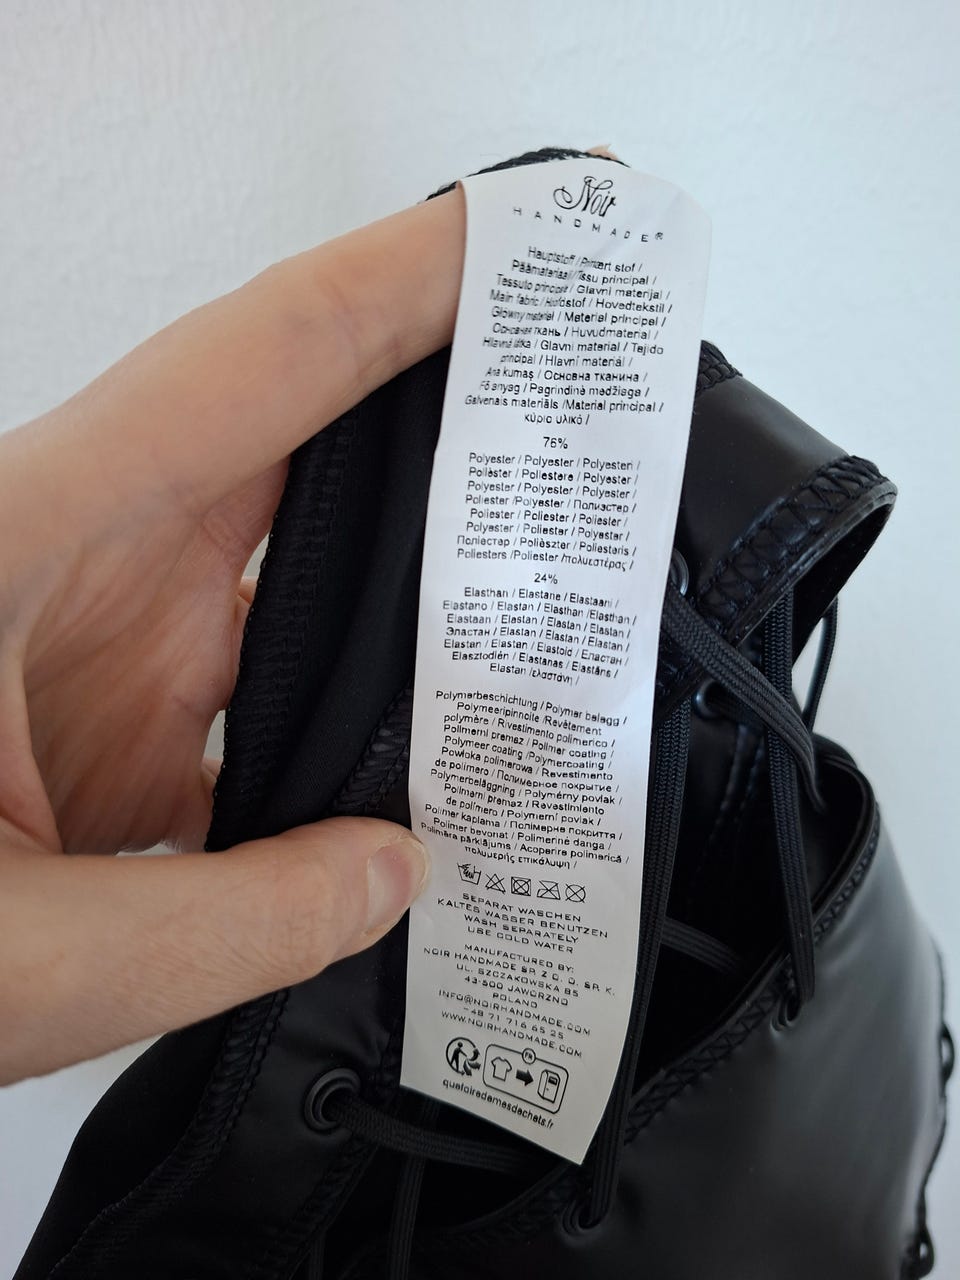 Noir
HANDMADE®
Hauptstoff / Primært stof /
Päämateriaali / Tissu principal /
Tessuto principale / Glavni materijal /
Main fabric / Hoofdstof / Hovedtekstil /
Główny materiał / Material principal /
Основная ткань / Huvudmaterial /
Hlavná látka / Glavni material / Tejido
principal / Hlavní materiál /
Ana kumaş / Основна тканина /
Fő anyag / Pagrindinė medžiaga /
Galvenais materiāls /Material principal /
κύριο υλικό /
76%
Polyester / Polyester / Polyesteri /
Poliėster / Poliestere / Polyester /
Polyester / Polyester / Polyester /
Poliester /Polyester / Полиэстер /
Polyester / Poliester / Poliester /
Polyester / Poliester / Polyester /
Поліестер / Poliészter / Poliesteris /
Poliesters /Poliester /πολυεστέρας /
24%
Elasthan / Elastane / Elastaani /
Elastano / Elastan / Elasthan /Elasthan /
Elastaan / Elastan / Elastan / Elastan /
Эластан / Elastan / Elastan / Elastan /
Elastan / Elastan / Elastoid / Еластан /
Elasztodién / Elastanas / Elastāns /
Elastan /ελαστάνη /
Polymerbeschichtung / Polymer belægg /
Polymeeripinnoite /Revêtement
polymère / Rivestimento polimerico /
Polimerni premaz / Polimer coating /
Polymeer coating /Polymercoating /
Powłoka polimerowa / Revestimento
de polímero / Полимерное покрытие /
Polymerbeläggning / Polymérny povlak /
Polimerni premaz / Revestimiento
de polímero / Polymerní povlak /
Polimer kaplama / Полімерне покриття /
Polimer bevonat / Polimerinė danga /
Polimāra pārklājums / Acoperire polimerică /
πολυμερής επικάλυψη /
SEPARAT WASCHEN
KALTES WASSER BENUTZEN
WASH SEPARATELY
USE COLD WATER
MANUFACTURED BY:
NOIR HANDMADE SP. Z O. O. SP. K.
UL. SZCZAKOWSKA 85
43-500 JAWORZNO
POLAND
INFO@NOIRHANDMADE.COM
+48 71 716 65 25
WWW.NOIRHANDMADE.COM
FR
quefairedemesdechets.fr